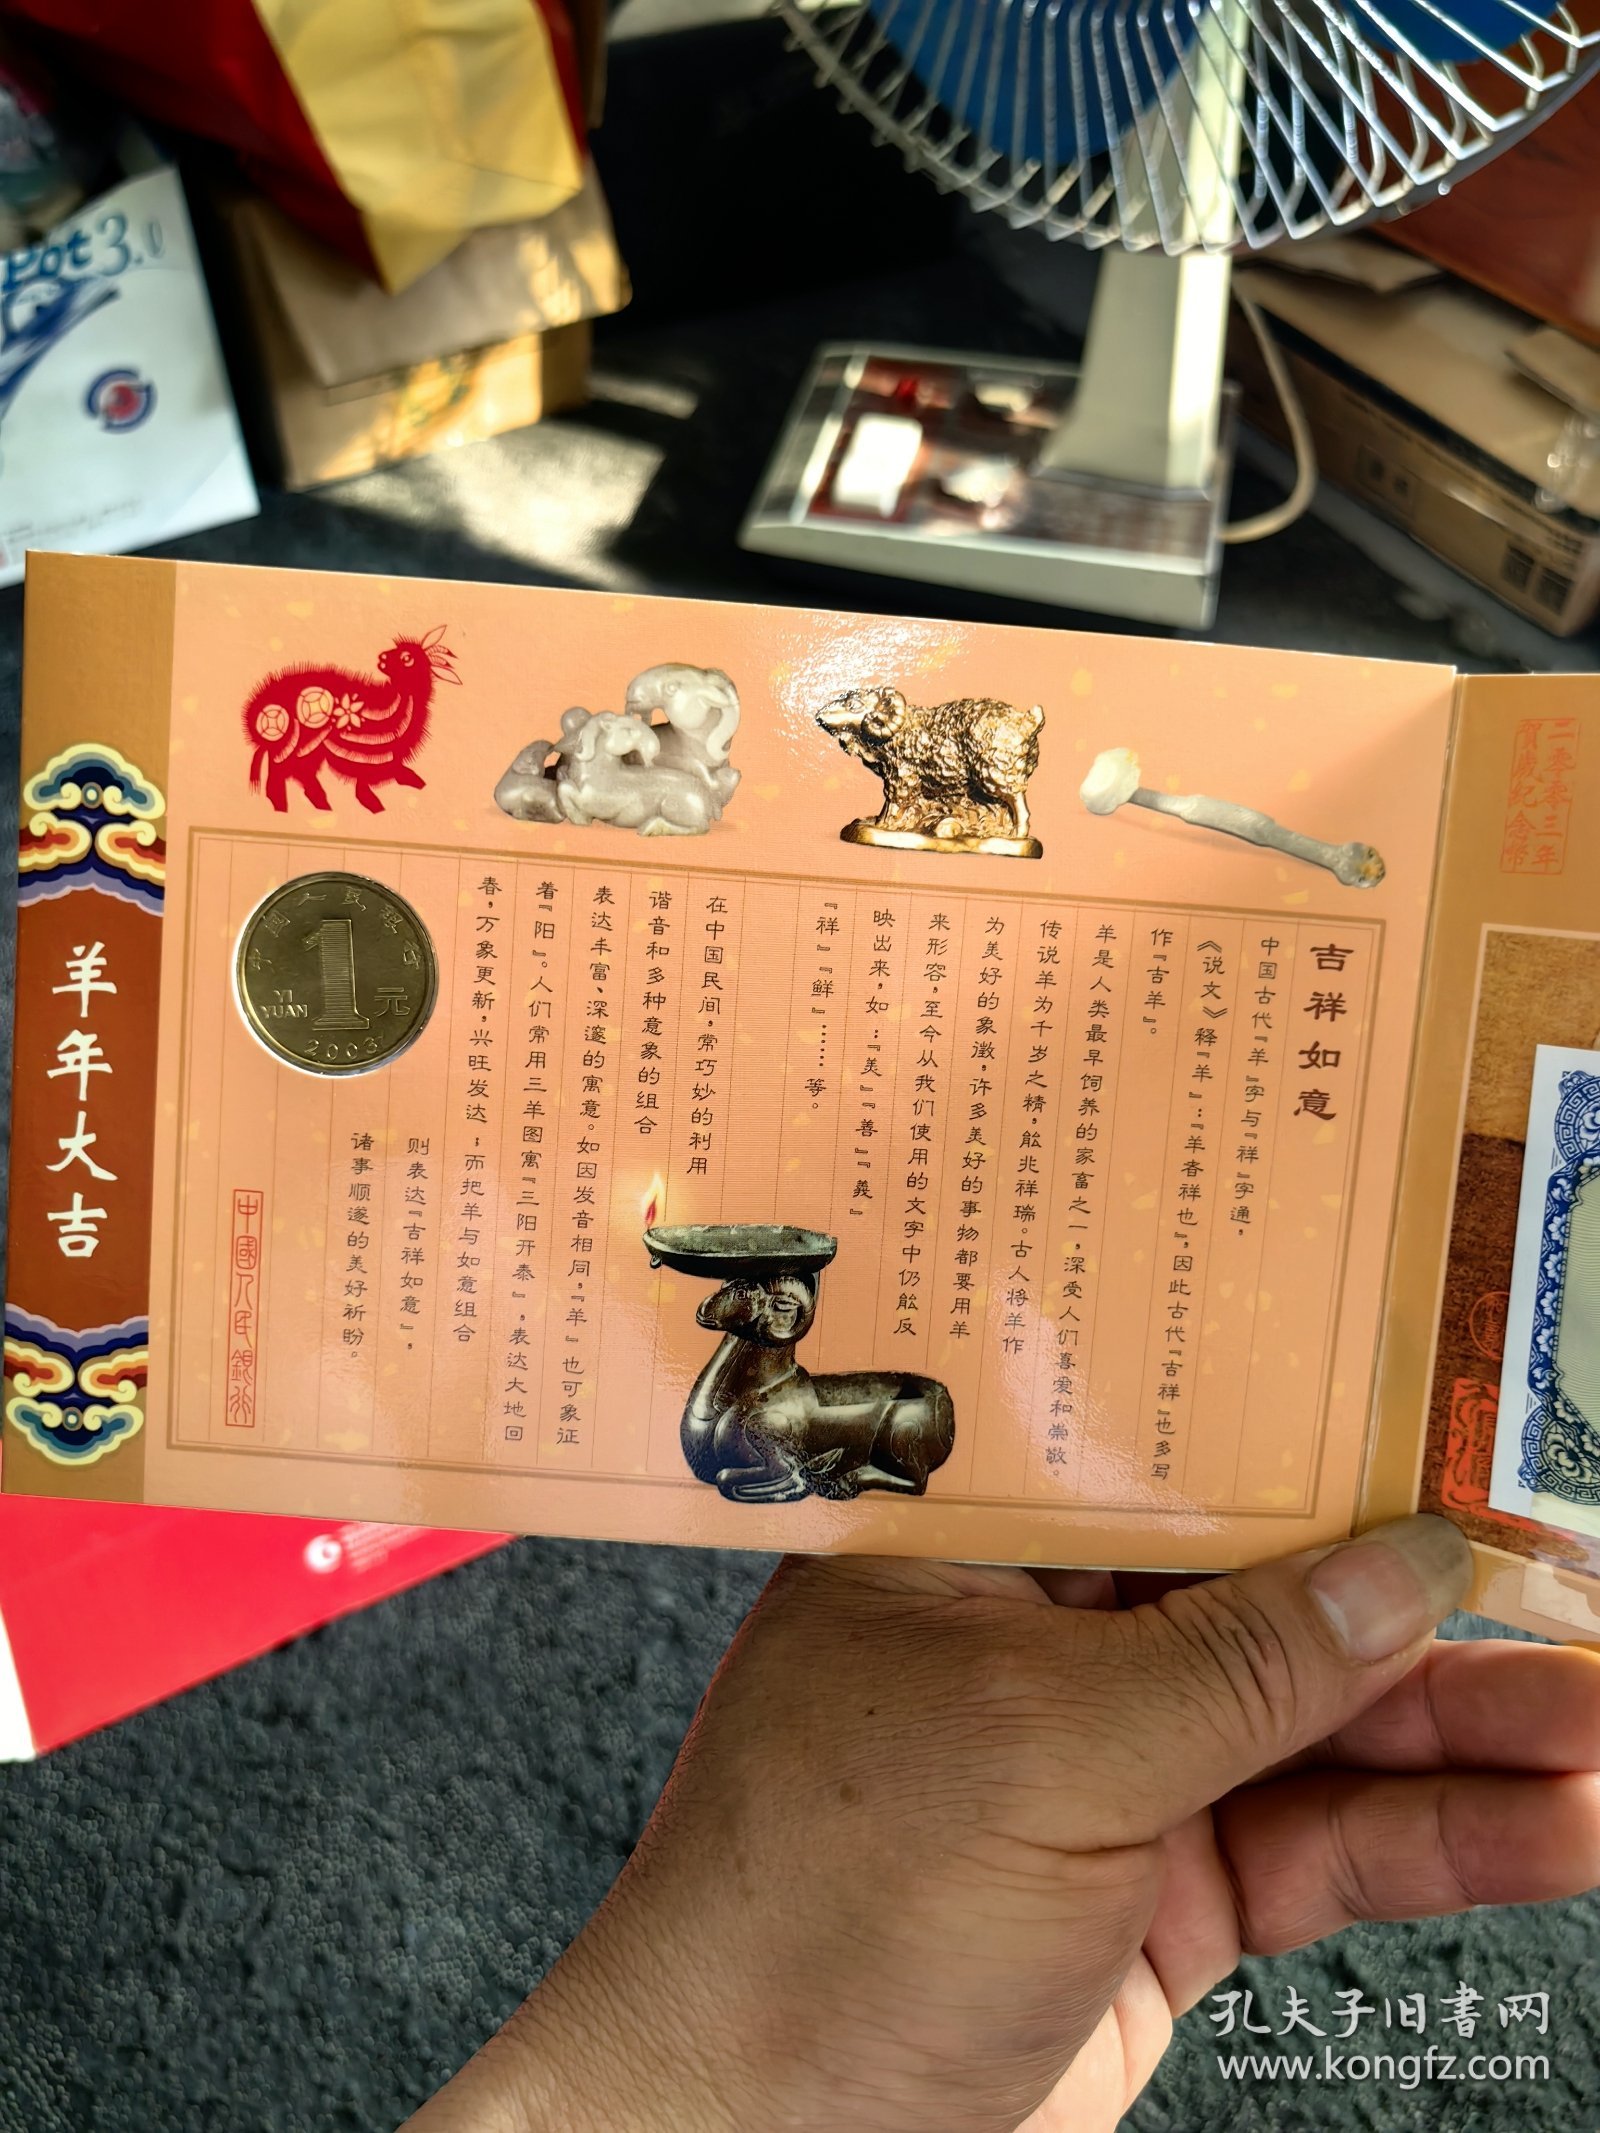 Pot 3.0
羊年大吉
二零零三年
贺岁纪念币
吉祥如意
中国古代『羊』字与『祥』字通，
《说文》释『羊』：『羊者祥也』，因此古代『吉祥』也多写
作『吉羊』。
羊是人类最早饲养的家畜之一，深受人们喜爱和崇敬。
传说羊为千岁之精，能兆祥瑞。古人将羊作
为美好的象徵，许多美好的事物都要用羊
来形容，至今从我们使用的文字中仍能反
映出来，如：『美』『善』『義』
『祥』『鲜』……等。
在中国民间，常巧妙的利用
谐音和多种意象的组合
表达丰富、深邃的寓意。如因发音相同，『羊』也可象征
着『阳』。人们常用三羊图寓『三阳开泰』，表达大地回
春，万象更新，兴旺发达；而把羊与如意组合
则表达『吉祥如意』，
诸事顺遂的美好祈盼。
中國人民銀行
中国人民银行
1
元
YI
YUAN
2003
孔夫子旧书网
www.kongfz.com